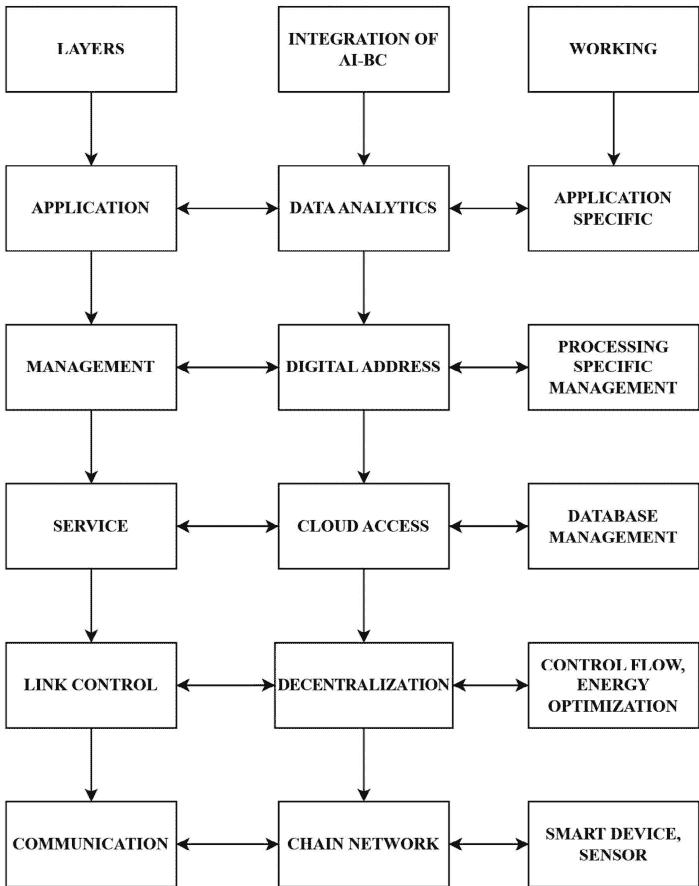 LAYERS
INTEGRATION OF
AI-BC
WORKING
APPLICATION
DATA ANALYTICS
APPLICATION
SPECIFIC
MANAGEMENT
DIGITAL ADDRESS
PROCESSING
SPECIFIC
MANAGEMENT
SERVICE
CLOUD ACCESS
DATABASE
MANAGEMENT
LINK CONTROL
DECENTRALIZATION
CONTROL FLOW,
ENERGY
OPTIMIZATION
COMMUNICATION
CHAIN NETWORK
SMART DEVICE,
SENSOR